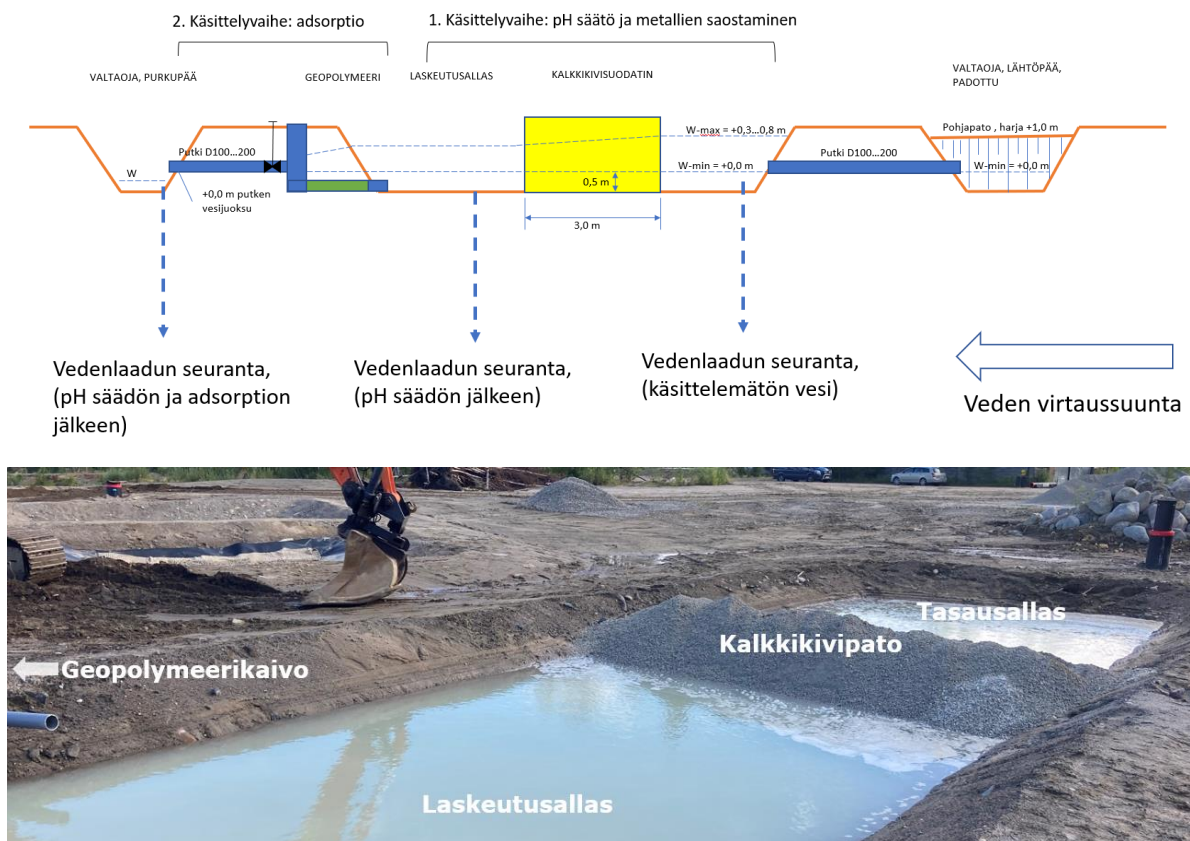 2. Käsittelyvaihe: adsorptio
1. Käsittelyvaihe: pH säätö ja metallien saostaminen
VALTAOJA, PURKUPÄÄ
GEOPOLYMEERI
LASKEUTUSALLAS
KALKKIKIVISUODATIN
VALTAOJA, LÄHTÖPÄÄ,
PADOTTU
Putki D100...200
W
+0,0 m putken
vesijuoksu
W-max = +0,3...0,8 m
W-min = +0,0 m
0,5 m
3,0 m
Putki D100...200
Pohjapato , harja +1,0 m
W-min = +0,0 m
Vedenlaadun seuranta,
(pH säädön ja adsorption
jälkeen)
Vedenlaadun seuranta,
(pH säädön jälkeen)
Vedenlaadun seuranta,
(käsittelemätön vesi)
Veden virtaussuunta
Tasausallas
Kalkkikivipato
Geopolymeerikaivo
Laskeutusallas